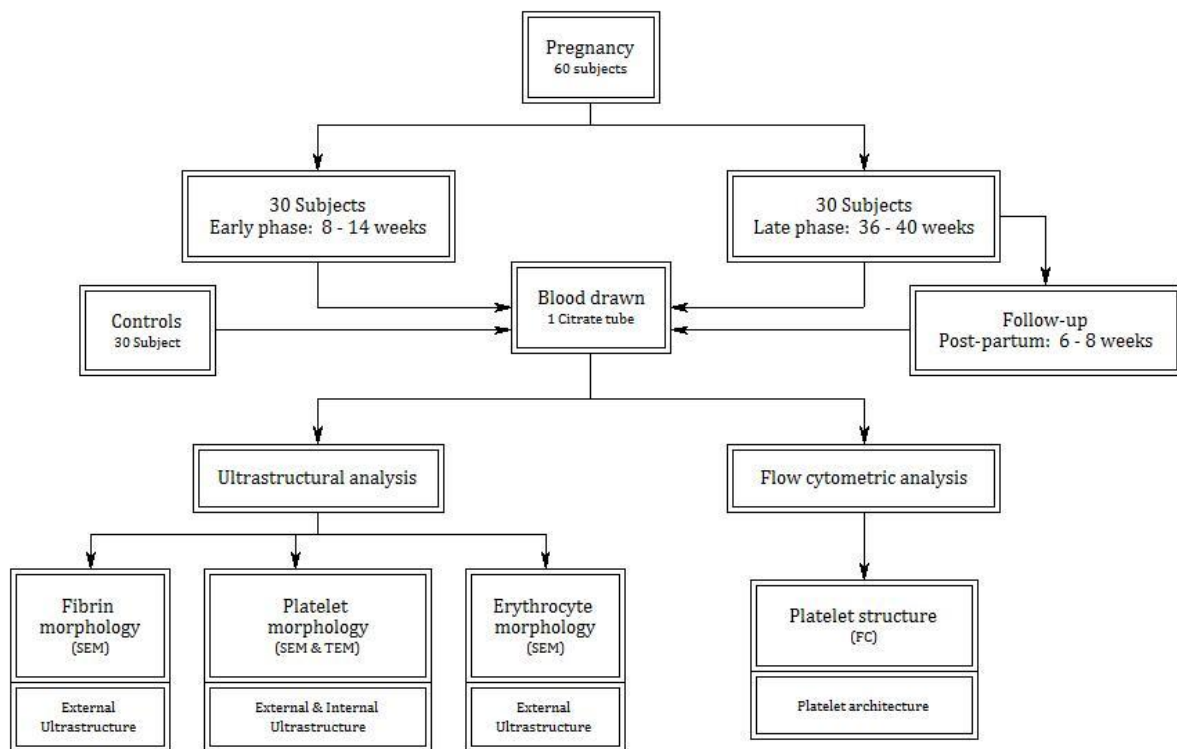 Pregnancy
60 subjects
30 Subjects
Early phase: 8 - 14 weeks
30 Subjects
Late phase: 36 - 40 weeks
Controls
30 Subject
Blood drawn
1 Citrate tube
Follow-up
Post-partum: 6 - 8 weeks
Ultrastructural analysis
Flow cytometric analysis
Fibrin
morphology
(SEM)
External
Ultrastructure
Platelet
morphology
(SEM & TEM)
External & Internal
Ultrastructure
Erythrocyte
morphology
(SEM)
External
Ultrastructure
Platelet structure
(FC)
Platelet architecture